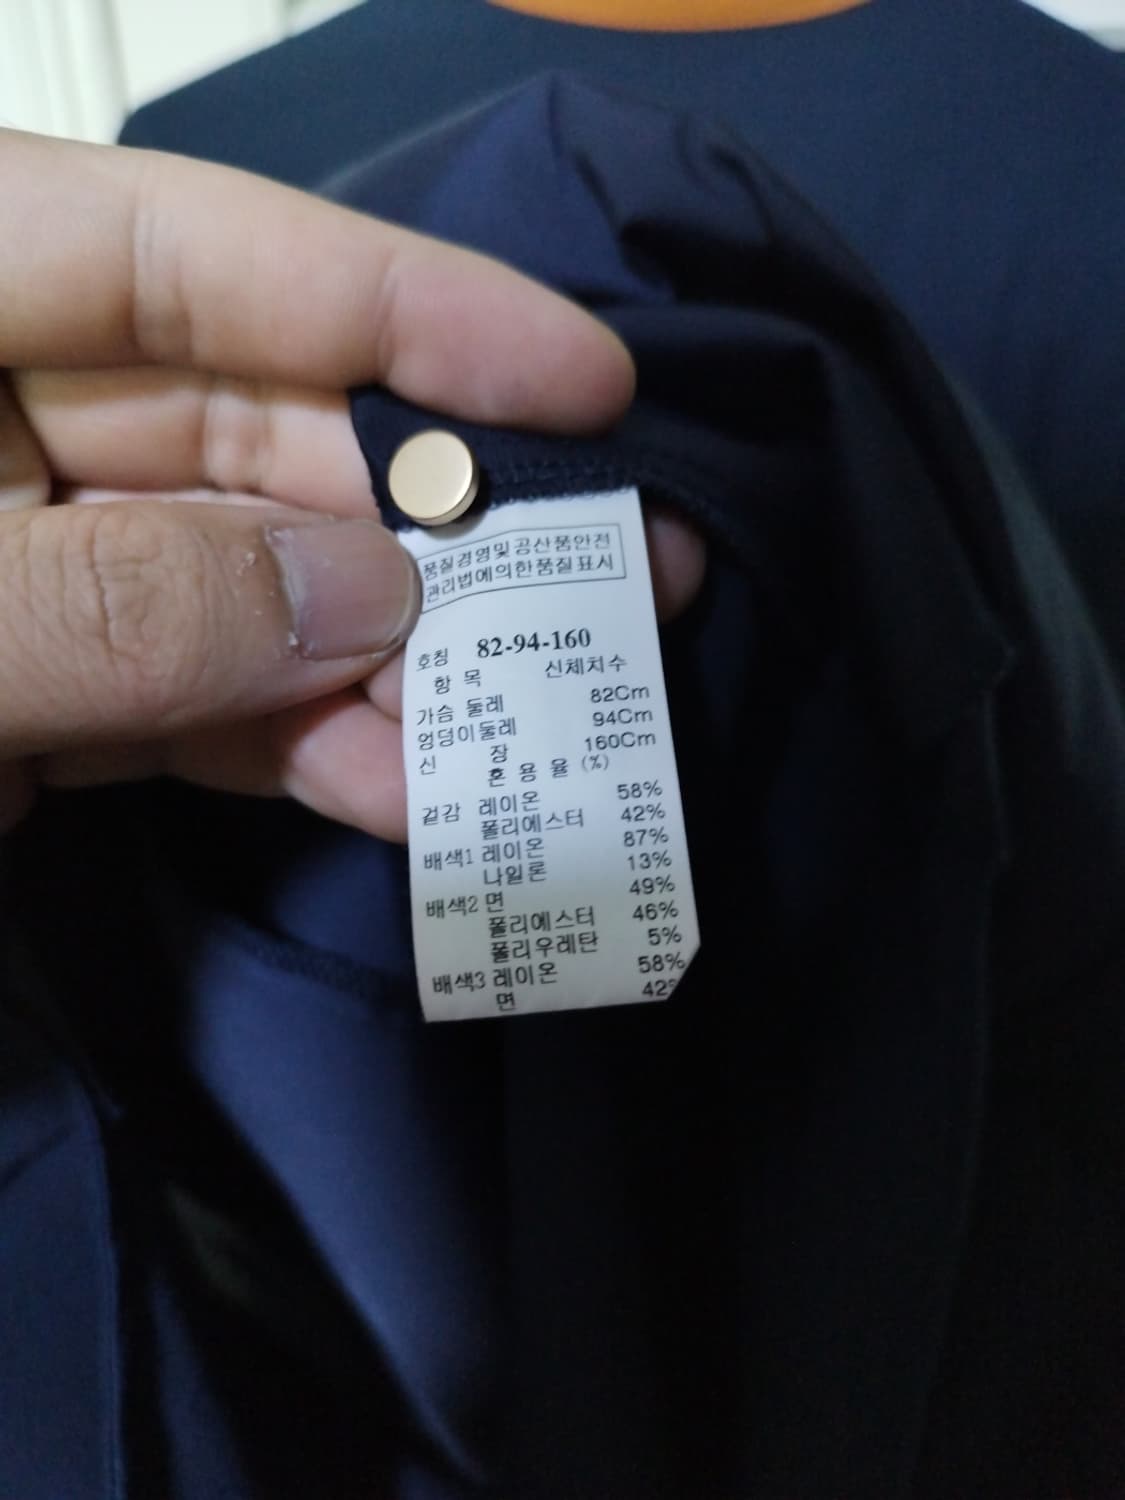 품질경영및공산품안전
관리법에의한품질표시
호칭 82-94-160
항 목 신체치수
가슴 둘레 82Cm
엉덩이둘레 94Cm
신 장 160Cm
혼 용 율 (%)
겉감 레이온 58%
폴리에스터 42%
배색1 레이온 87%
나일론 13%
배색2 면 49%
폴리에스터 46%
폴리우레탄 5%
배색3 레이온 58%
면 42%